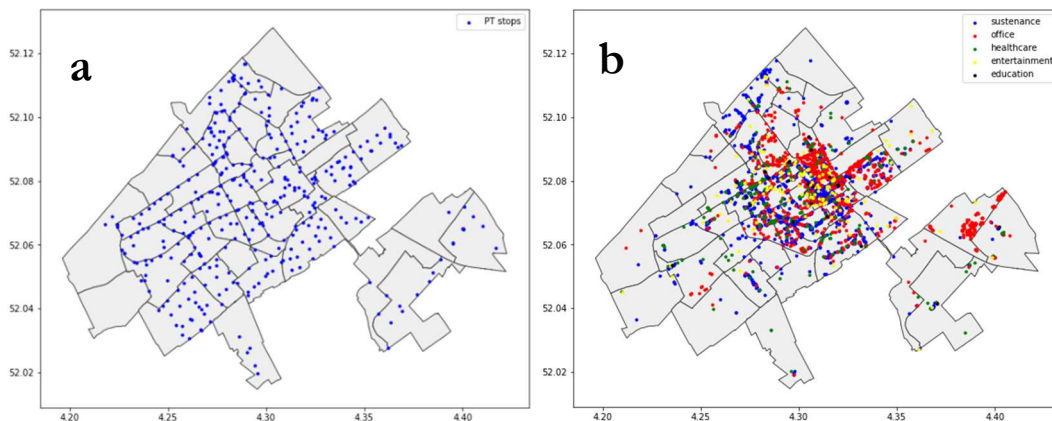 a
PT stops
52.12
52.10
52.08
52.06
52.04
52.02
4.20 4.25 4.30 4.35 4.40
b
sustenance
office
healthcare
entertainment
education
52.12
52.10
52.08
52.06
52.04
52.02
4.20 4.25 4.30 4.35 4.40